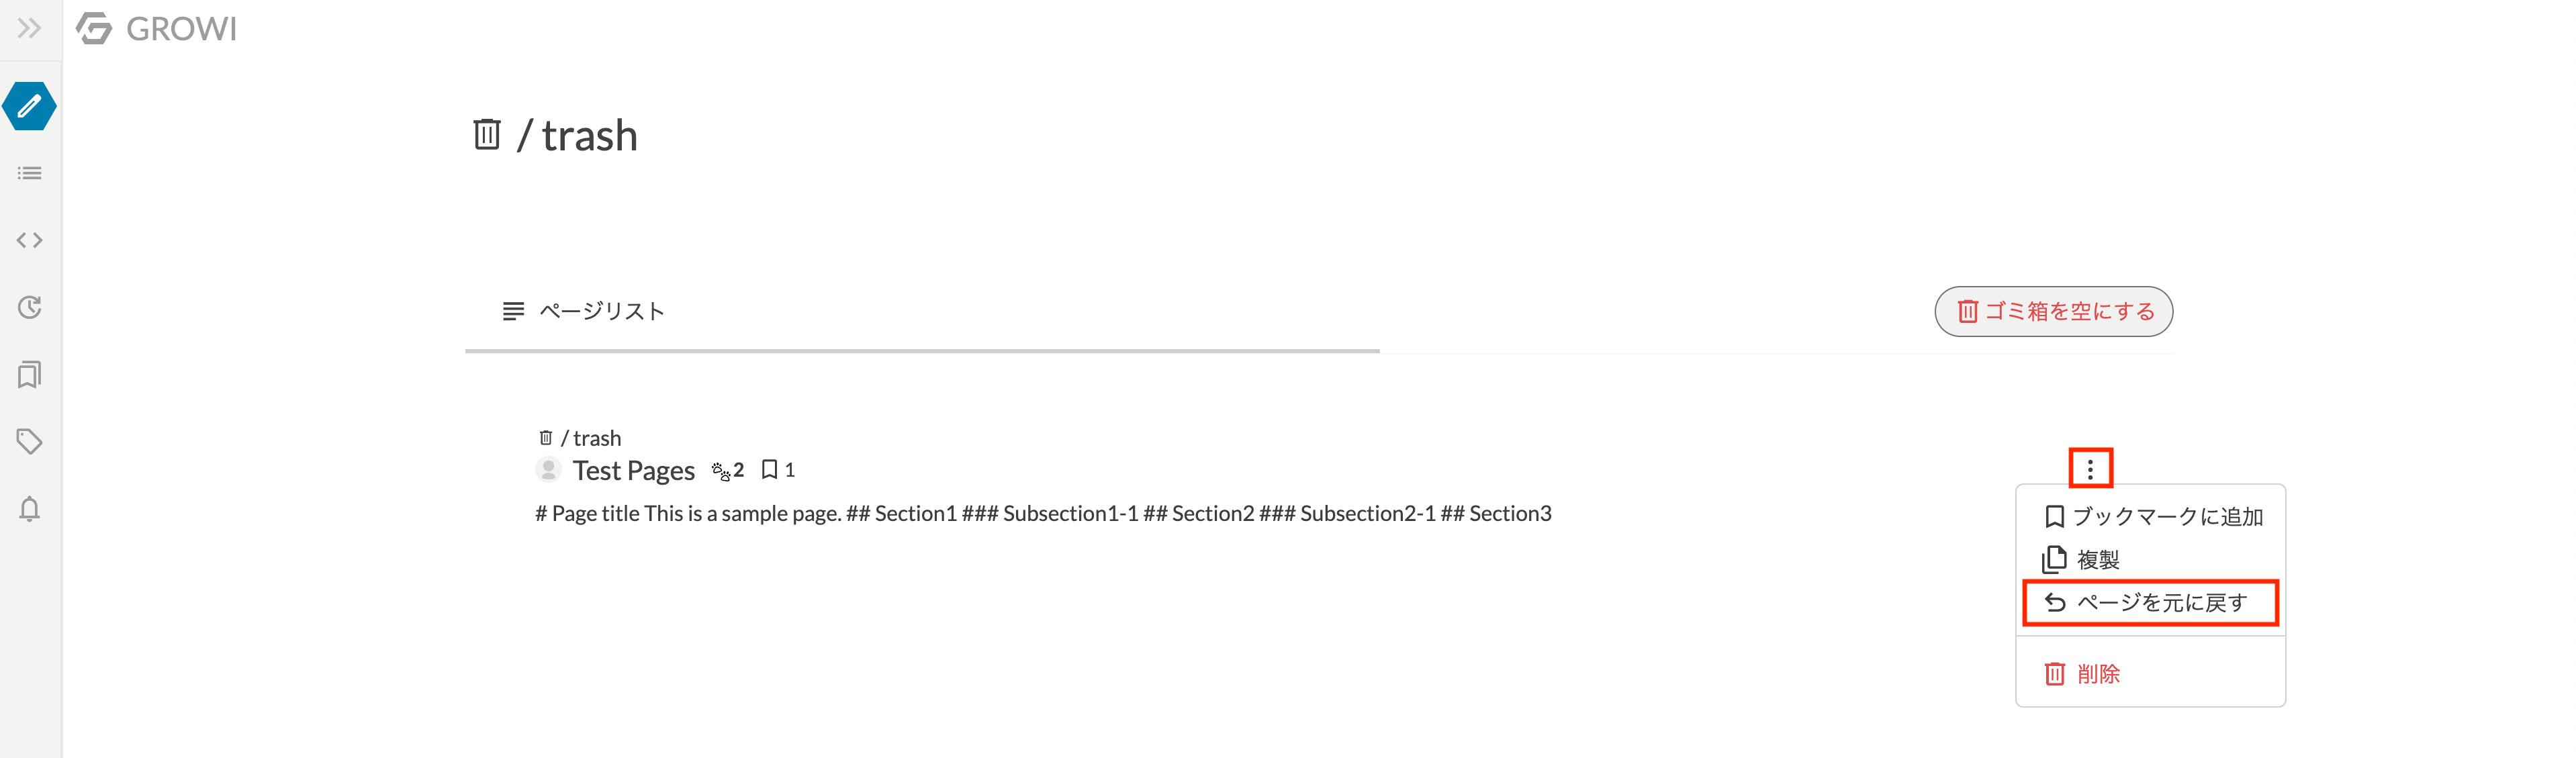 GROWI
/ trash
ページリスト
ゴミ箱を空にする
/ trash
Test Pages 2 1
# Page title This is a sample page. ## Section1 ### Subsection1-1 ## Section2 ### Subsection2-1 ## Section3
ブックマークに追加
複製
ページを元に戻す
削除